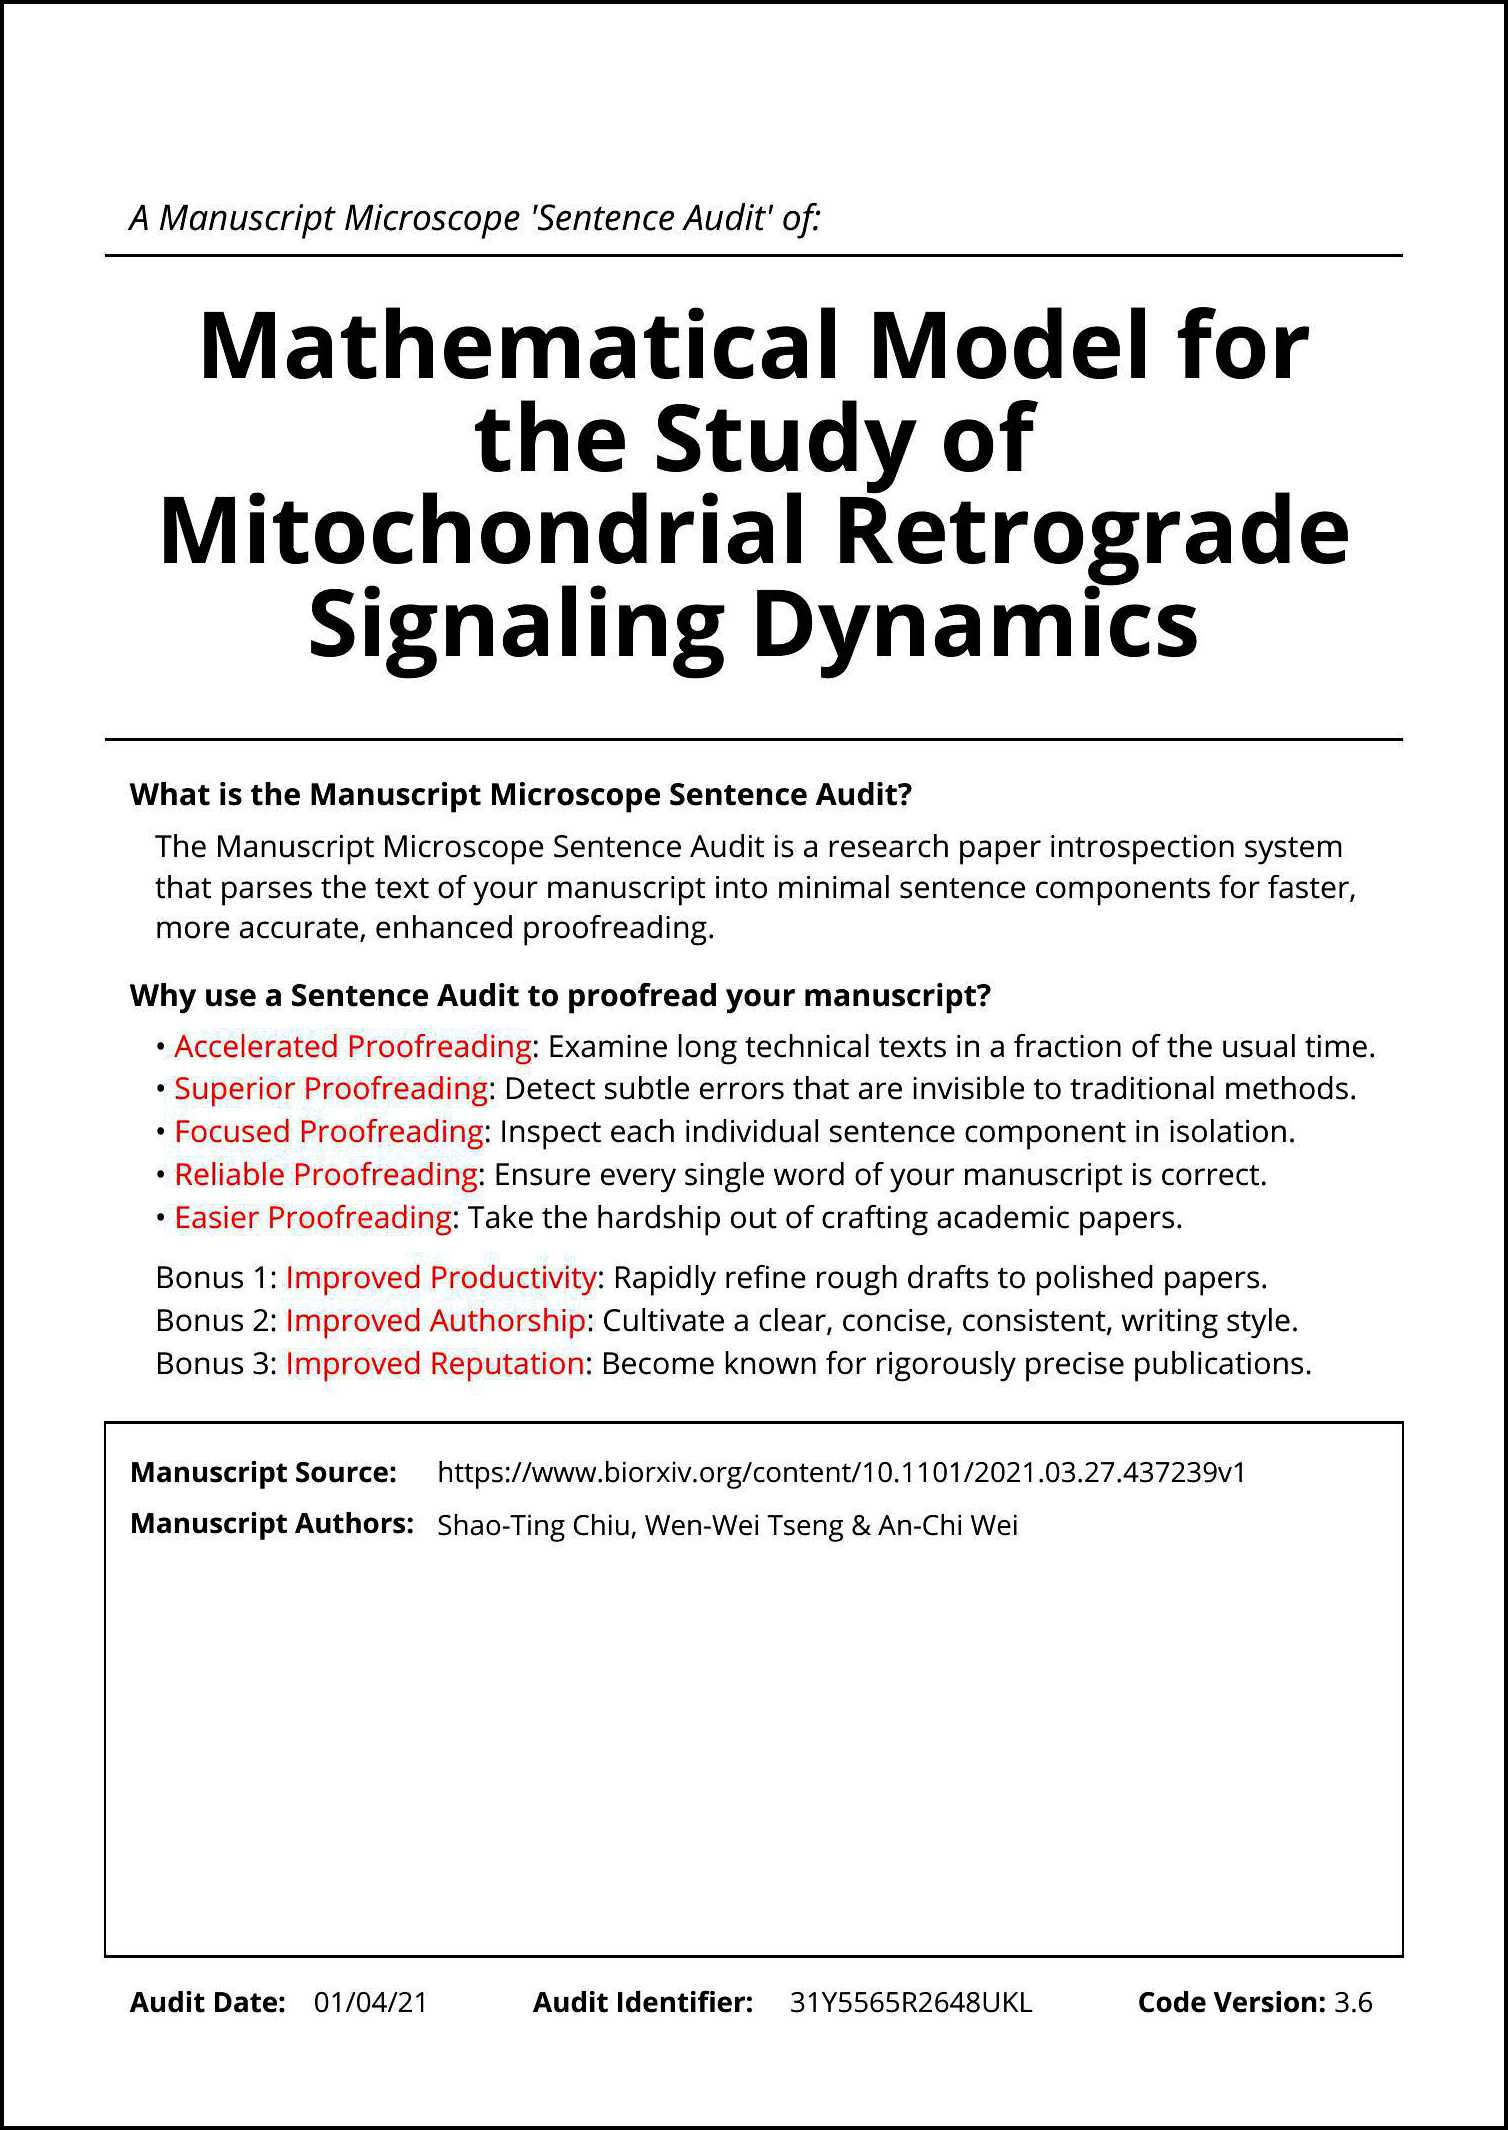 A Manuscript Microscope 'Sentence Audit' of:
Mathematical Model for
the Study of
Mitochondrial Retrograde
Signaling Dynamics
What is the Manuscript Microscope Sentence Audit?
The Manuscript Microscope Sentence Audit is a research paper introspection system
that parses the text of your manuscript into minimal sentence components for faster,
more accurate, enhanced proofreading.
Why use a Sentence Audit to proofread your manuscript?
• Accelerated Proofreading: Examine long technical texts in a fraction of the usual time.
• Superior Proofreading: Detect subtle errors that are invisible to traditional methods.
• Focused Proofreading: Inspect each individual sentence component in isolation.
• Reliable Proofreading: Ensure every single word of your manuscript is correct.
• Easier Proofreading: Take the hardship out of crafting academic papers.
Bonus 1: Improved Productivity: Rapidly refine rough drafts to polished papers.
Bonus 2: Improved Authorship: Cultivate a clear, concise, consistent, writing style.
Bonus 3: Improved Reputation: Become known for rigorously precise publications.
Manuscript Source: https://www.biorxiv.org/content/10.1101/2021.03.27.437239v1
Manuscript Authors: Shao-Ting Chiu, Wen-Wei Tseng & An-Chi Wei
Audit Date: 01/04/21 Audit Identifier: 31Y5565R2648UKL Code Version: 3.6